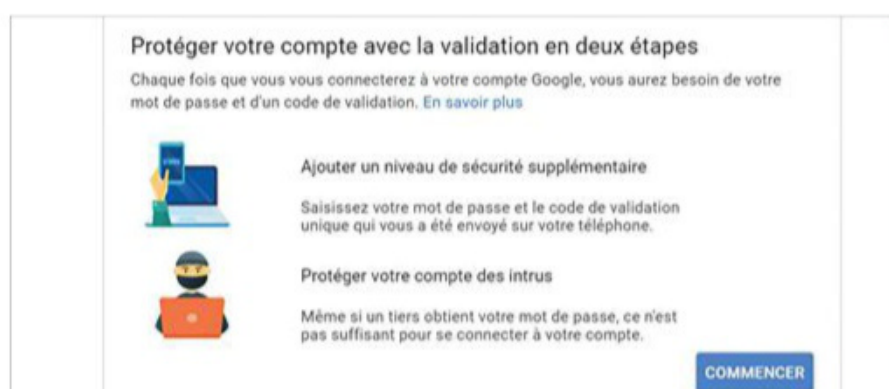 Protéger votre compte avec la validation en deux étapes
Chaque fois que vous vous connecterez à votre compte Google, vous aurez besoin de votre
mot de passe et d'un code de validation. En savoir plus
Ajouter un niveau de sécurité supplémentaire
Saisissez votre mot de passe et le code de validation
unique qui vous a été envoyé sur votre téléphone.
Protéger votre compte des intrus
Même si un tiers obtient votre mot de passe, ce n'est
pas suffisant pour se connecter à votre compte.
COMMENCER